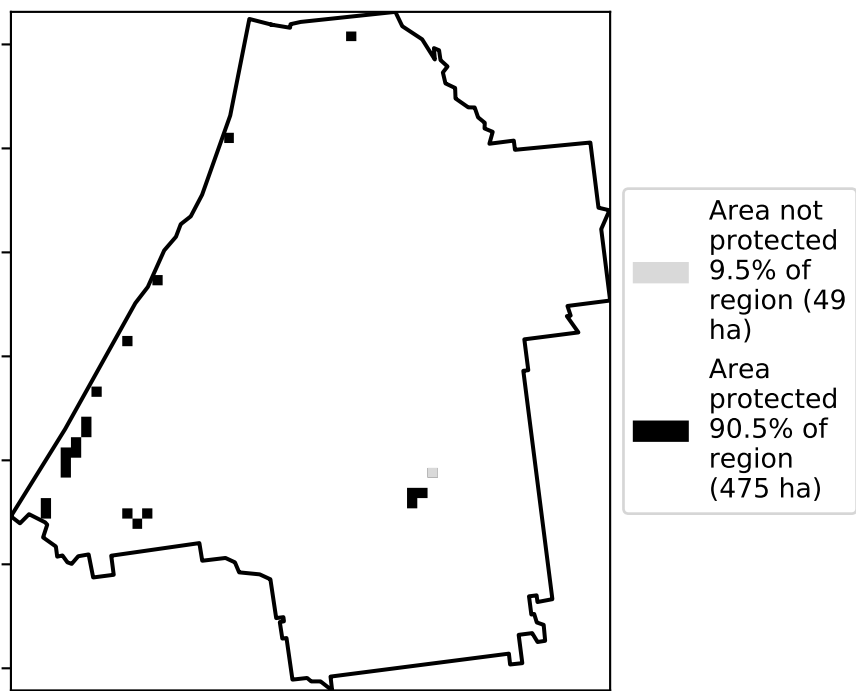 Area not
protected
9.5% of
region (49
ha)
Area
protected
90.5% of
region
(475 ha)